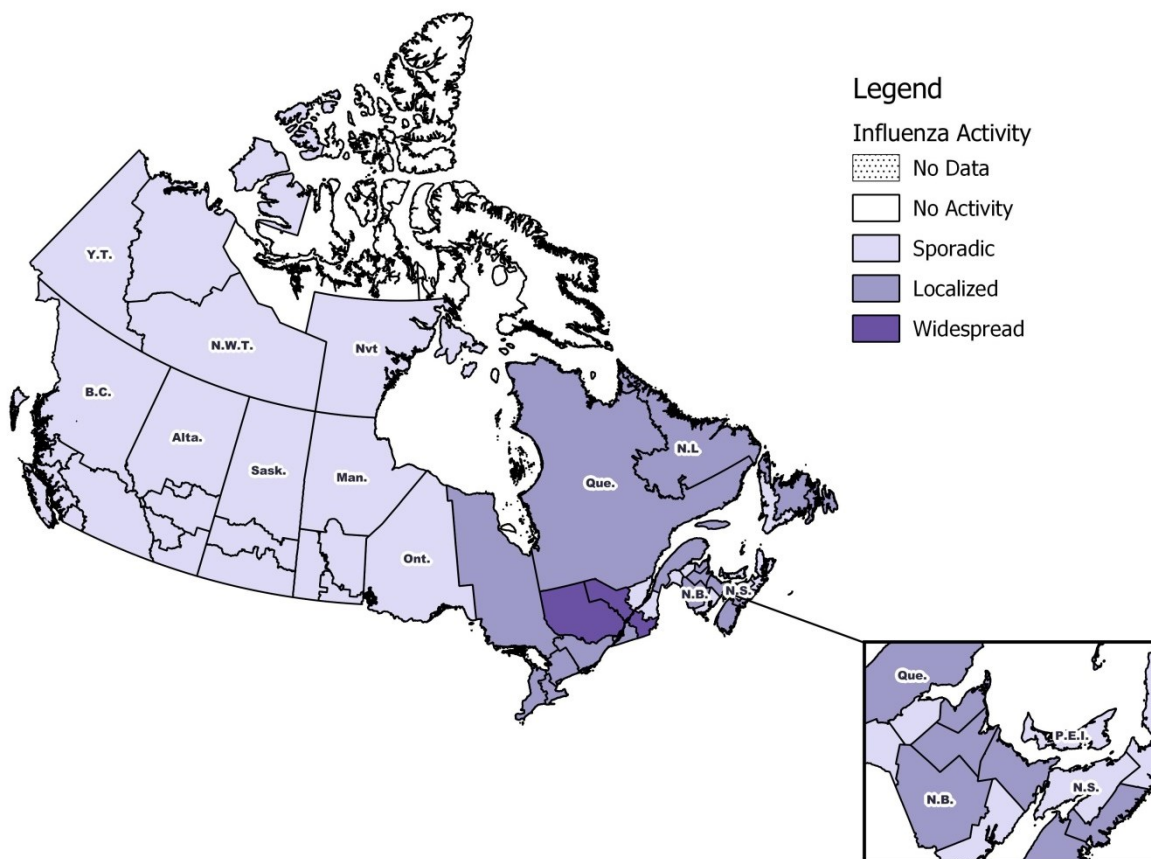 Legend
Influenza Activity
No Data
No Activity
Sporadic
Localized
Widespread
Y.T.
N.W.T.
Nvt
B.C.
Alta.
Sask.
Man.
Ont.
Que.
N.L
N.B.
N.S.
Que.
P.E.I.
N.S.
N.B.